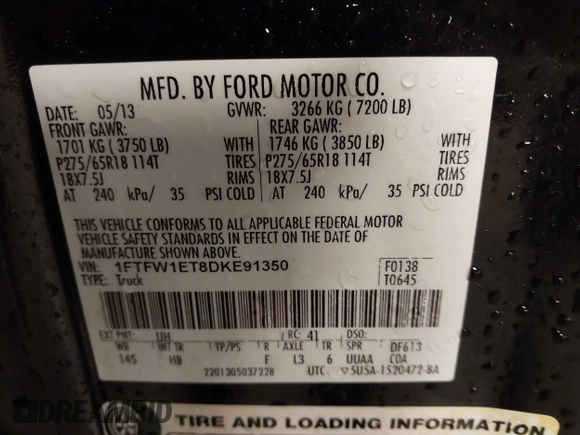 MFD. BY FORD MOTOR CO.
DATE: 05/13 GVWR: 3266 KG ( 7200 LB)
FRONT GAWR: REAR GAWR:
1701 KG ( 3750 LB) WITH 1746 KG ( 3850 LB) WITH
P275/65R18 114T TIRES P275/65R18 114T TIRES
18X7.5J RIMS 18X7.5J RIMS
AT 240 kPa/ 35 PSI COLD AT 240 kPa/ 35 PSI COLD
THIS VEHICLE CONFORMS TO ALL APPLICABLE FEDERAL MOTOR
VEHICLE SAFETY STANDARDS IN EFFECT ON THE DATE OF
MANUFACTURE SHOWN ABOVE.
VIN: 1FTFW1ET8DKE91350 F0138
TYPE: Truck T0645
EXT PNT: UH RC: 41 DSO:
WB INT TR TP/PS R AXLE TR SPR DF613
145 HB F L3 6 UUAA COA
2201305037228 UTC 5U5A-1520472-BA
TIRE AND LOADING INFORMATION
DREAMBID